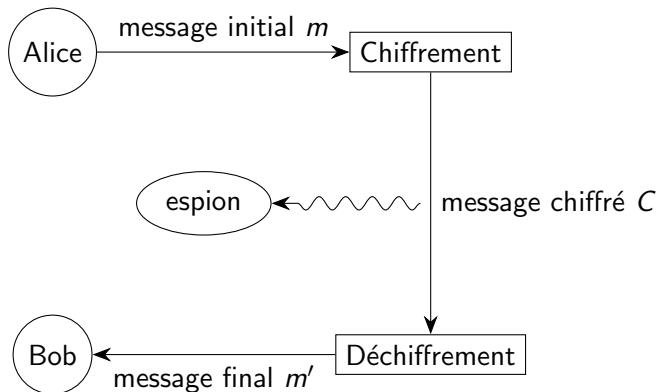 message initial m
Alice
Chiffrement
espion
message chiffré C
Bob
Déchiffrement
message final m′